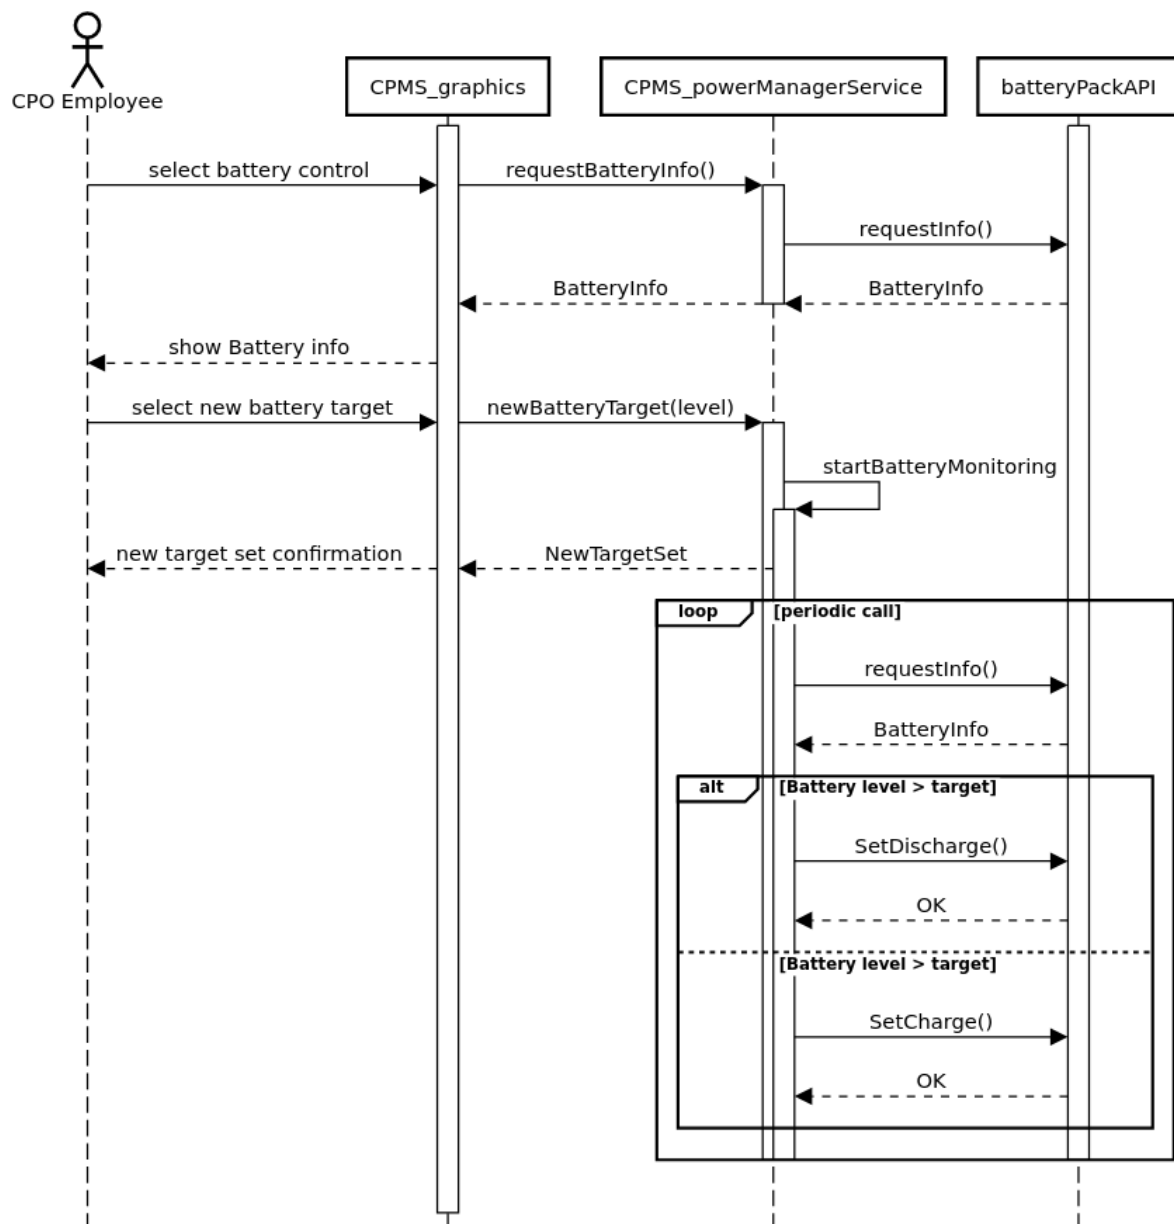 CPO Employee
CPMS_graphics
CPMS_powerManagerService
batteryPackAPI
select battery control
requestBatteryInfo()
requestInfo()
BatteryInfo
BatteryInfo
show Battery info
select new battery target
newBatteryTarget(level)
startBatteryMonitoring
new target set confirmation
NewTargetSet
loop
[periodic call]
requestInfo()
BatteryInfo
alt
[Battery level > target]
SetDischarge()
OK
[Battery level > target]
SetCharge()
OK